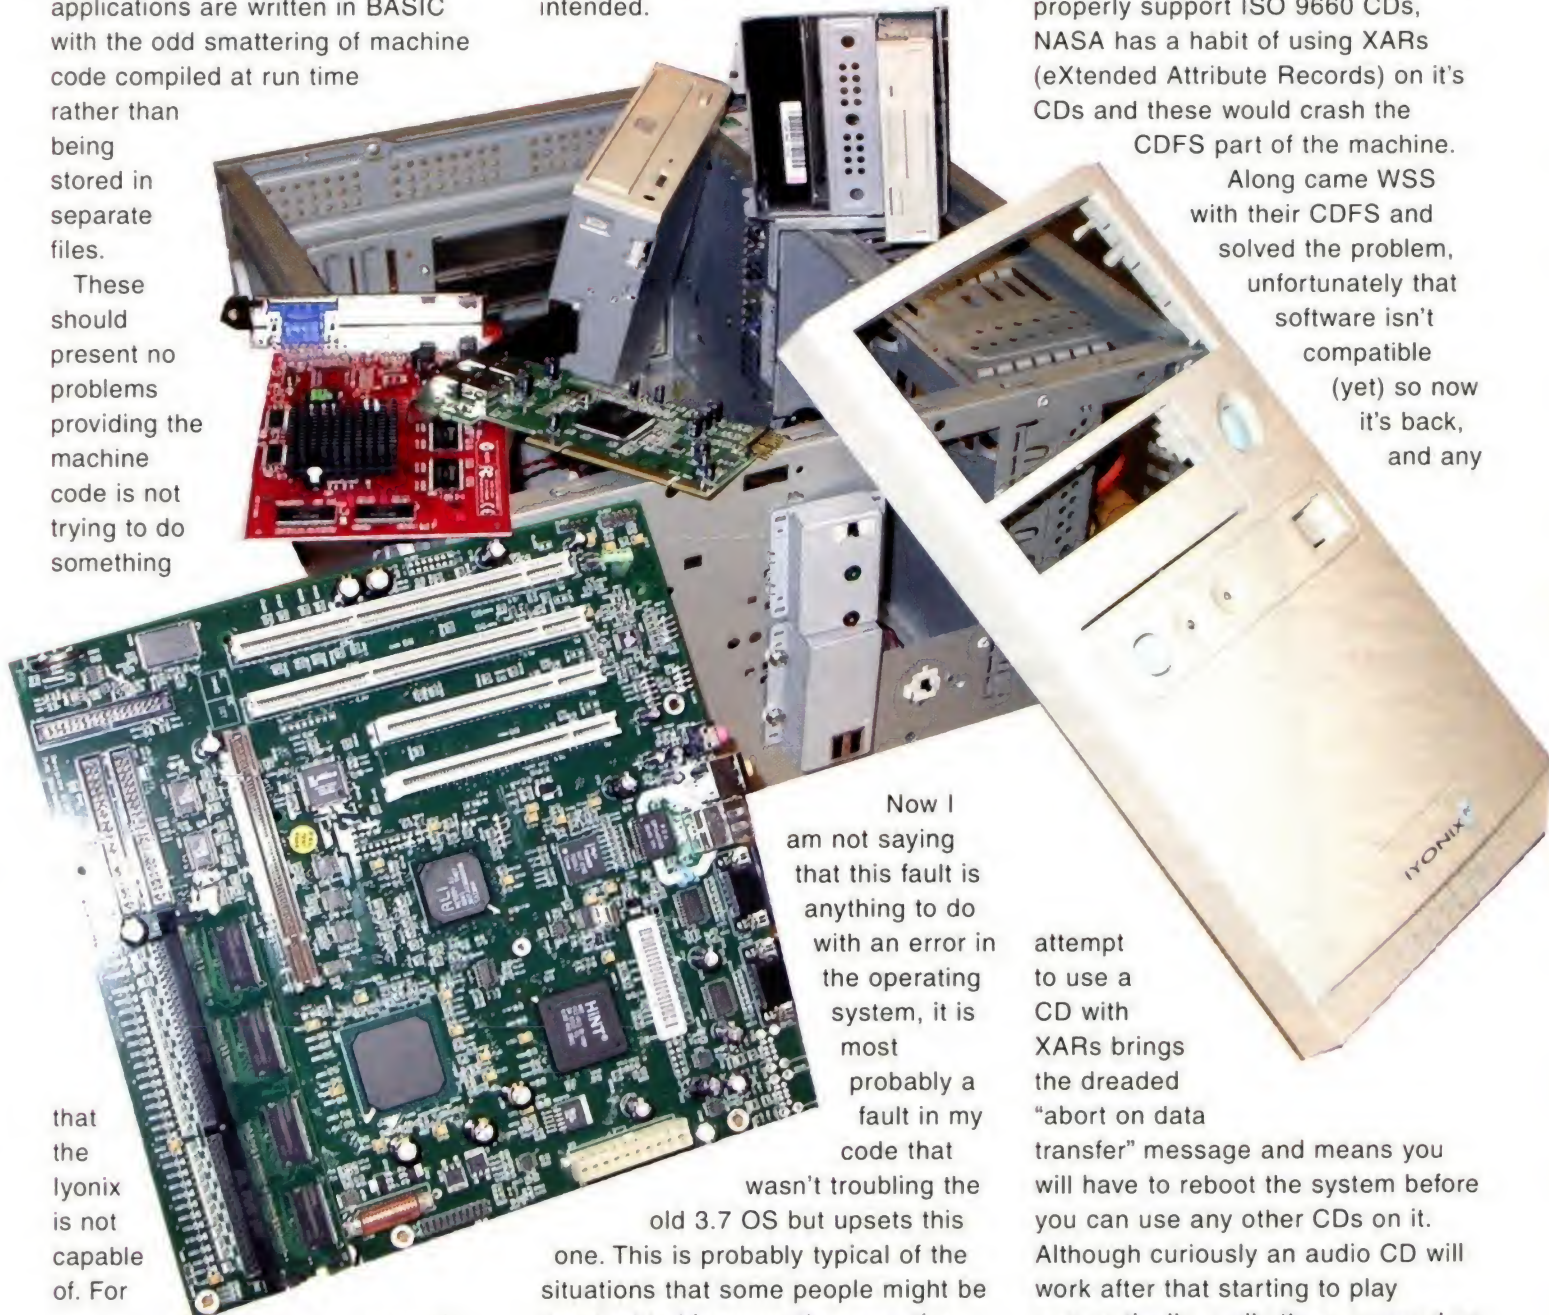 applications are written in BASIC
with the odd smattering of machine
code compiled at run time
rather than
being
stored in
separate
files.
These
should
present no
problems
providing the
machine
code is not
trying to do
something
that
the
Iyonix
is not
capable
of. For
intended.
Now I
am not saying
that this fault is
anything to do
with an error in
the operating
system, it is
most
probably a
fault in my
code that
wasn't troubling the
old 3.7 OS but upsets this
one. This is probably typical of the
situations that some people might be
properly support ISO 9660 CDs,
NASA has a habit of using XARs
(eXtended Attribute Records) on it's
CDs and these would crash the
CDFS part of the machine.
Along came WSS
with their CDFS and
solved the problem,
unfortunately that
software isn't
compatible
(yet) so now
it's back,
and any
attempt
to use a
CD with
XARs brings
the dreaded
“abort on data
transfer” message and means you
will have to reboot the system before
you can use any other CDs on it.
Although curiously an audio CD will
work after that starting to play
IYONIX
ALi
HINT